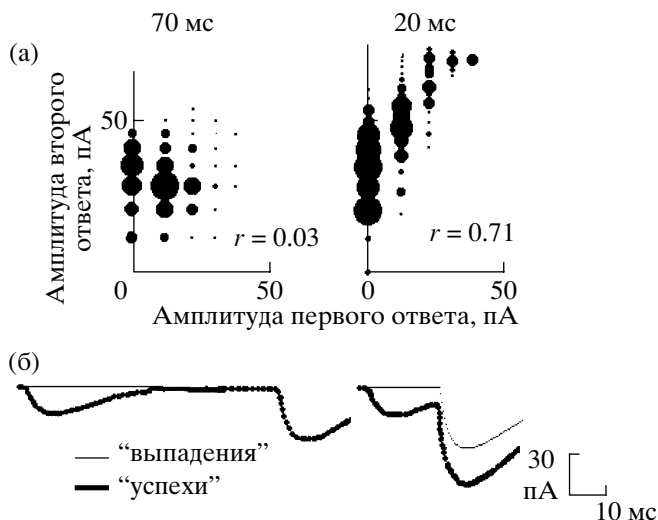 70 мс
20 мс
(а)
Амплитуда второго
ответа, пА
50
r = 0.03
r = 0.71
0
50
0
50
Амплитуда первого ответа, пА
(б)
“выпадения”
“успехи”
30
пА
10 мс